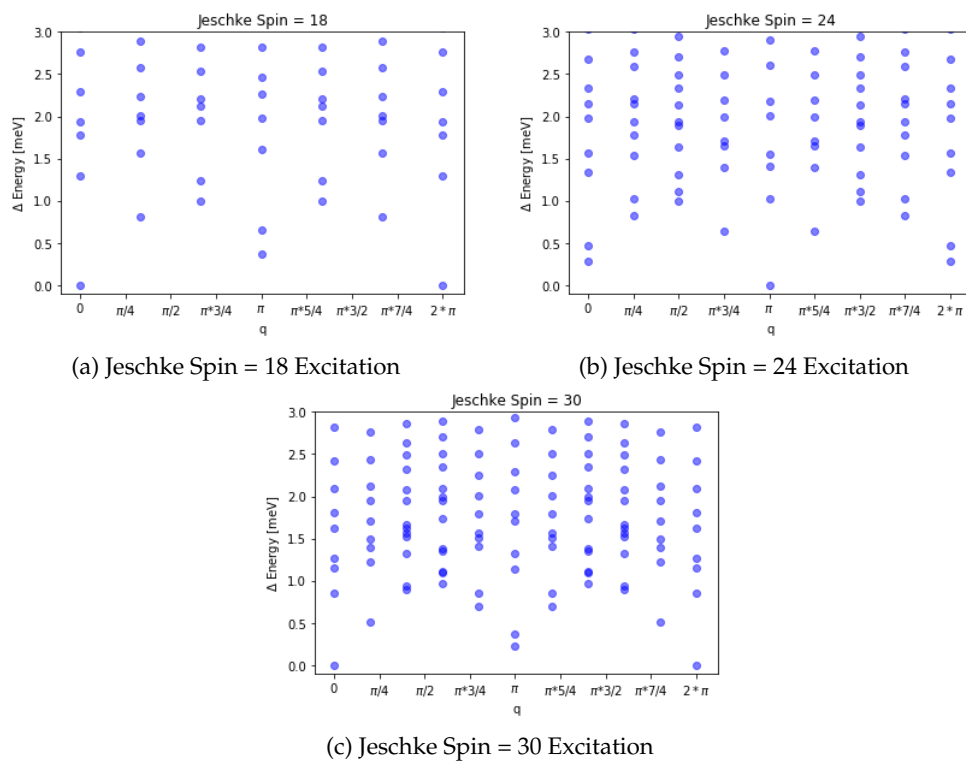 Jeschke Spin = 18
3.0
2.5
2.0
1.5
1.0
0.5
0.0
Δ Energy [meV]
0 π/4 π/2 π*3/4 π π*5/4 π*3/2 π*7/4 2 * π
q
(a) Jeschke Spin = 18 Excitation
Jeschke Spin = 24
3.0
2.5
2.0
1.5
1.0
0.5
0.0
Δ Energy [meV]
0 π/4 π/2 π*3/4 π π*5/4 π*3/2 π*7/4 2 * π
q
(b) Jeschke Spin = 24 Excitation
Jeschke Spin = 30
3.0
2.5
2.0
1.5
1.0
0.5
0.0
Δ Energy [meV]
0 π/4 π/2 π*3/4 π π*5/4 π*3/2 π*7/4 2 * π
q
(c) Jeschke Spin = 30 Excitation